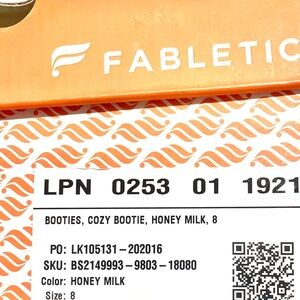 FABLETIC
LPN 0253 01 1921
BOOTIES, COZY BOOTIE, HONEY MILK, 8
PO: LK105131-202016
SKU: BS2149993-9803-18080
Color: HONEY MILK
Size: 8